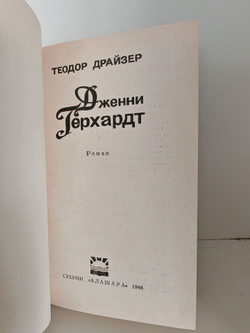 ТЕОДОР ДРАЙЗЕР
Дженни
Герхардт
Роман
СУХУМИ «АЛАШАРА» 1988